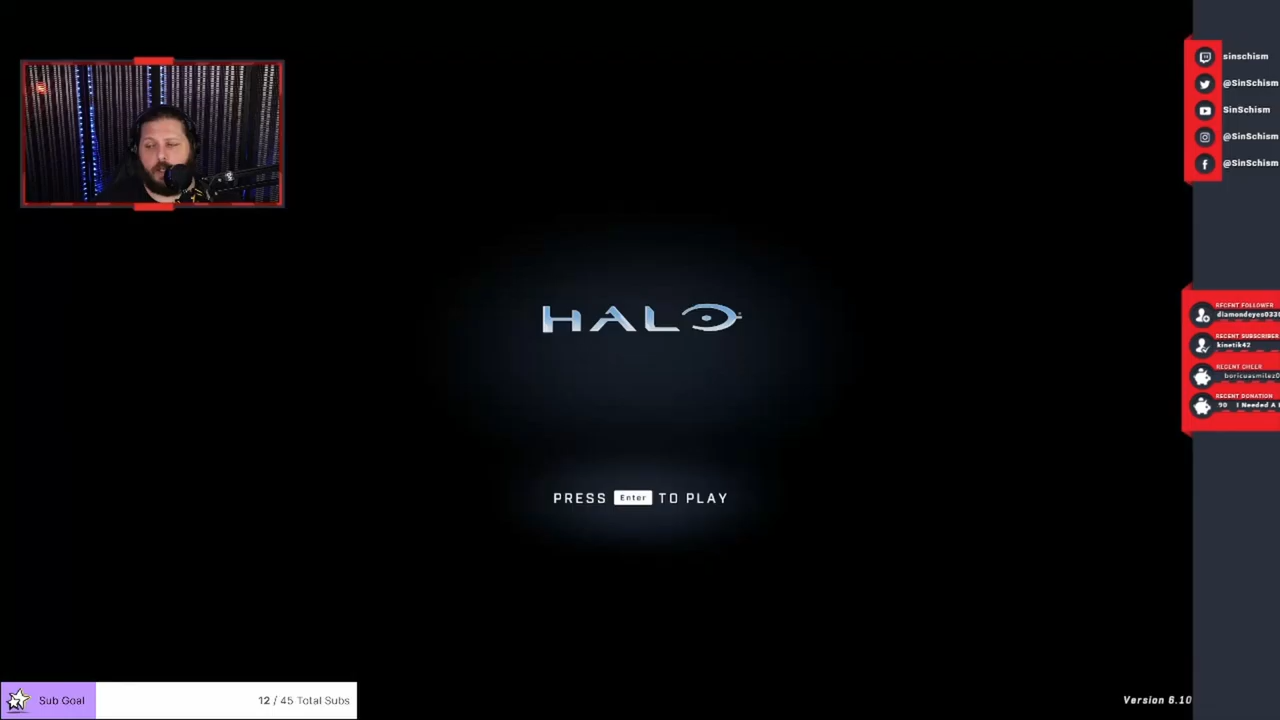 sinschism
@SinSchism
SinSchism
@SinSchism
@SinSchism
HALO
RECENT FOLLOWER
RECENT SUBSCRIBER
kinetik42
RECENT CHEER
RECENT DONATION
I Needed A
PRESS Enter TO PLAY
Sub Goal
12 / 45 Total Subs
Version 6.10